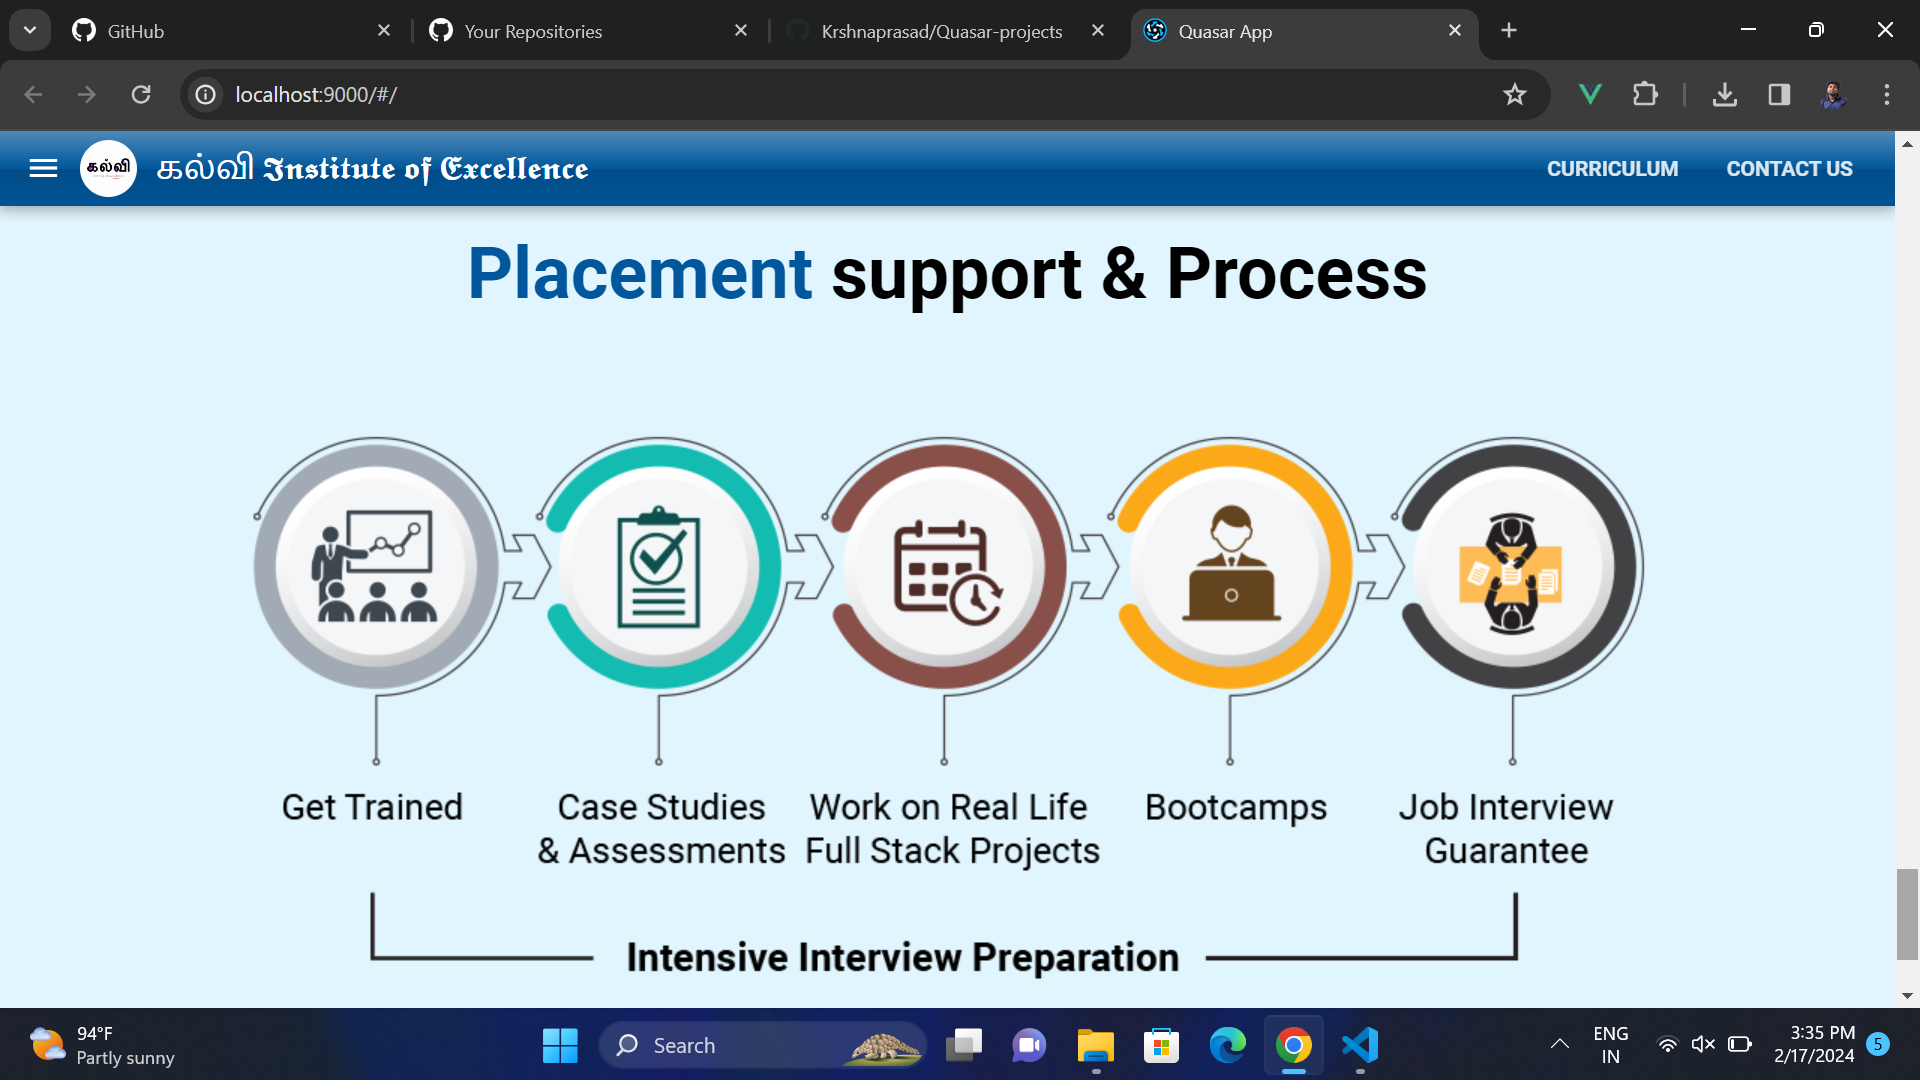 GitHub
Your Repositories
Krshnaprasad/Quasar-projects
Quasar App
localhost:9000/#/
கல்வி
கல்வி Institute of Excellence
CURRICULUM
CONTACT US
Placement support & Process
Get Trained
Case Studies
& Assessments
Work on Real Life
Full Stack Projects
Bootcamps
Job Interview
Guarantee
Intensive Interview Preparation
94°F
Partly sunny
Search
ENG
IN
3:35 PM
2/17/2024
5